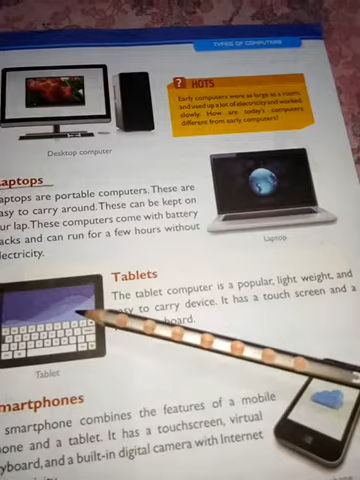 TYPES OF COMPUTERS
? HOTS
Early computers were as large as a room,
and used up a lot of electricity and worked
slowly. How are today's computers
different from early computers?
Desktop computer
aptops
aptops are portable computers. These are
asy to carry around. These can be kept on
ur lap. These computers come with battery
acks and can run for a few hours without
lectricity.
Laptop
Tablets
The tablet computer is a popular, light weight, and
easy to carry device. It has a touch screen and a
board.
Tablet
martphones
smartphone combines the features of a mobile
one and a tablet. It has a touchscreen, virtual
yboard, and a built-in digital camera with Internet